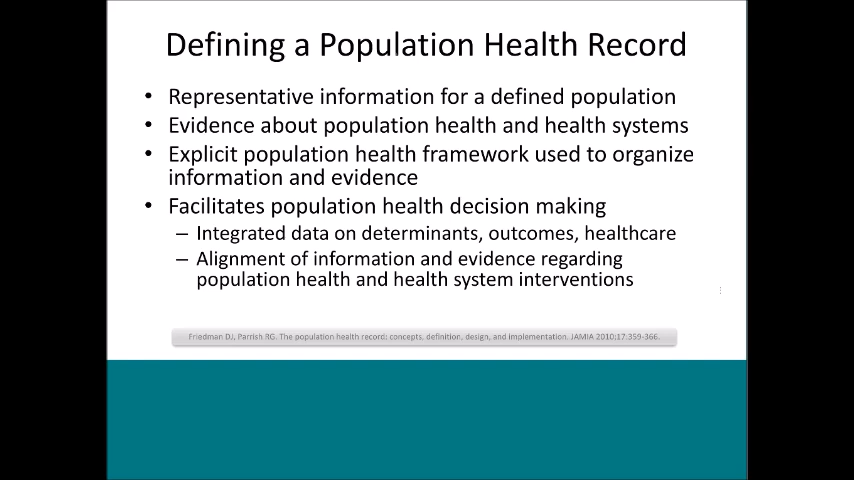 Defining a Population Health Record
• Representative information for a defined population
• Evidence about population health and health systems
• Explicit population health framework used to organize
information and evidence
• Facilitates population health decision making
– Integrated data on determinants, outcomes, healthcare
– Alignment of information and evidence regarding
population health and health system interventions
Friedman DJ, Parrish RG. The population health record: concepts, definition, design, and implementation. JAMIA 2010;17:359-366.